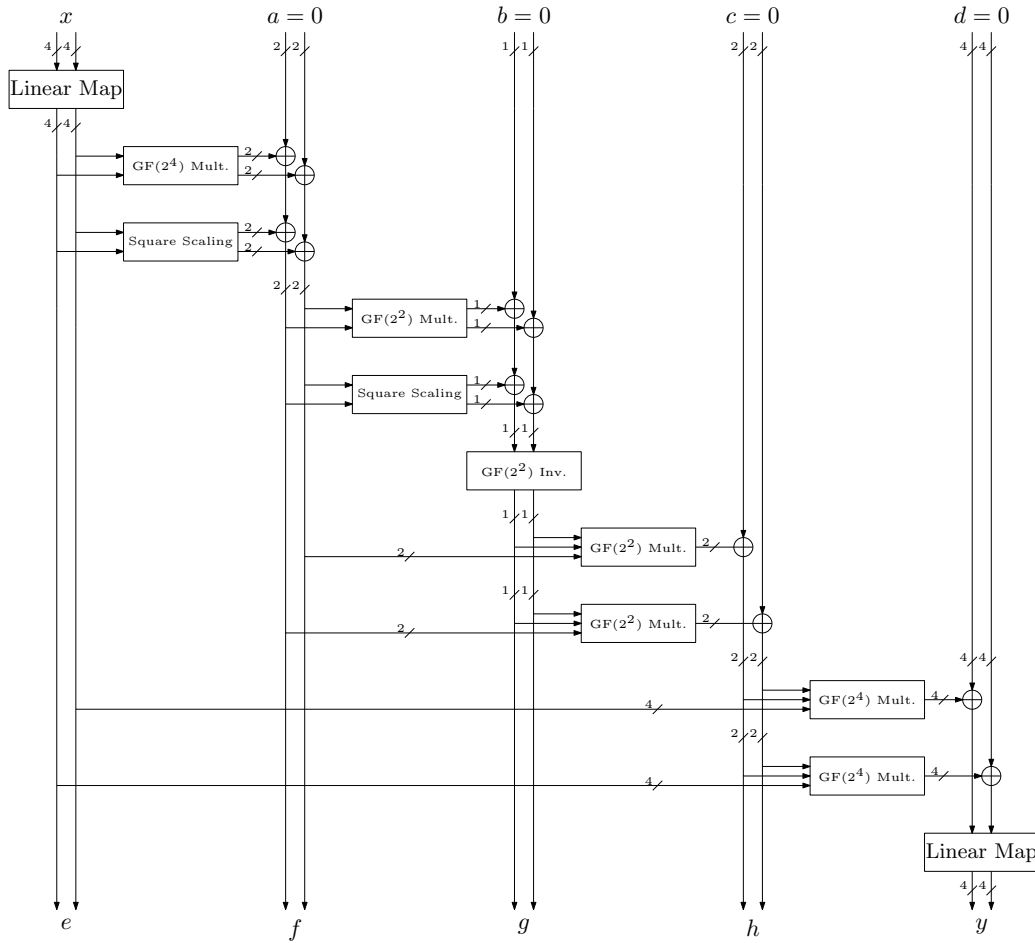 x a = 0 b = 0 c = 0 d = 0
4 4 2 2 1 1 2 2 4 4
Linear Map
4 4
GF(2^4) Mult. 2
2
Square Scaling 2
2
2 2
GF(2^2) Mult. 1
1
Square Scaling 1
1
1 1
GF(2^2) Inv.
1 1
2 GF(2^2) Mult. 2
1 1
2 GF(2^2) Mult. 2
2 2 4 4
4 GF(2^4) Mult. 4
2 2
4 GF(2^4) Mult. 4
Linear Map
4 4
e f g h y